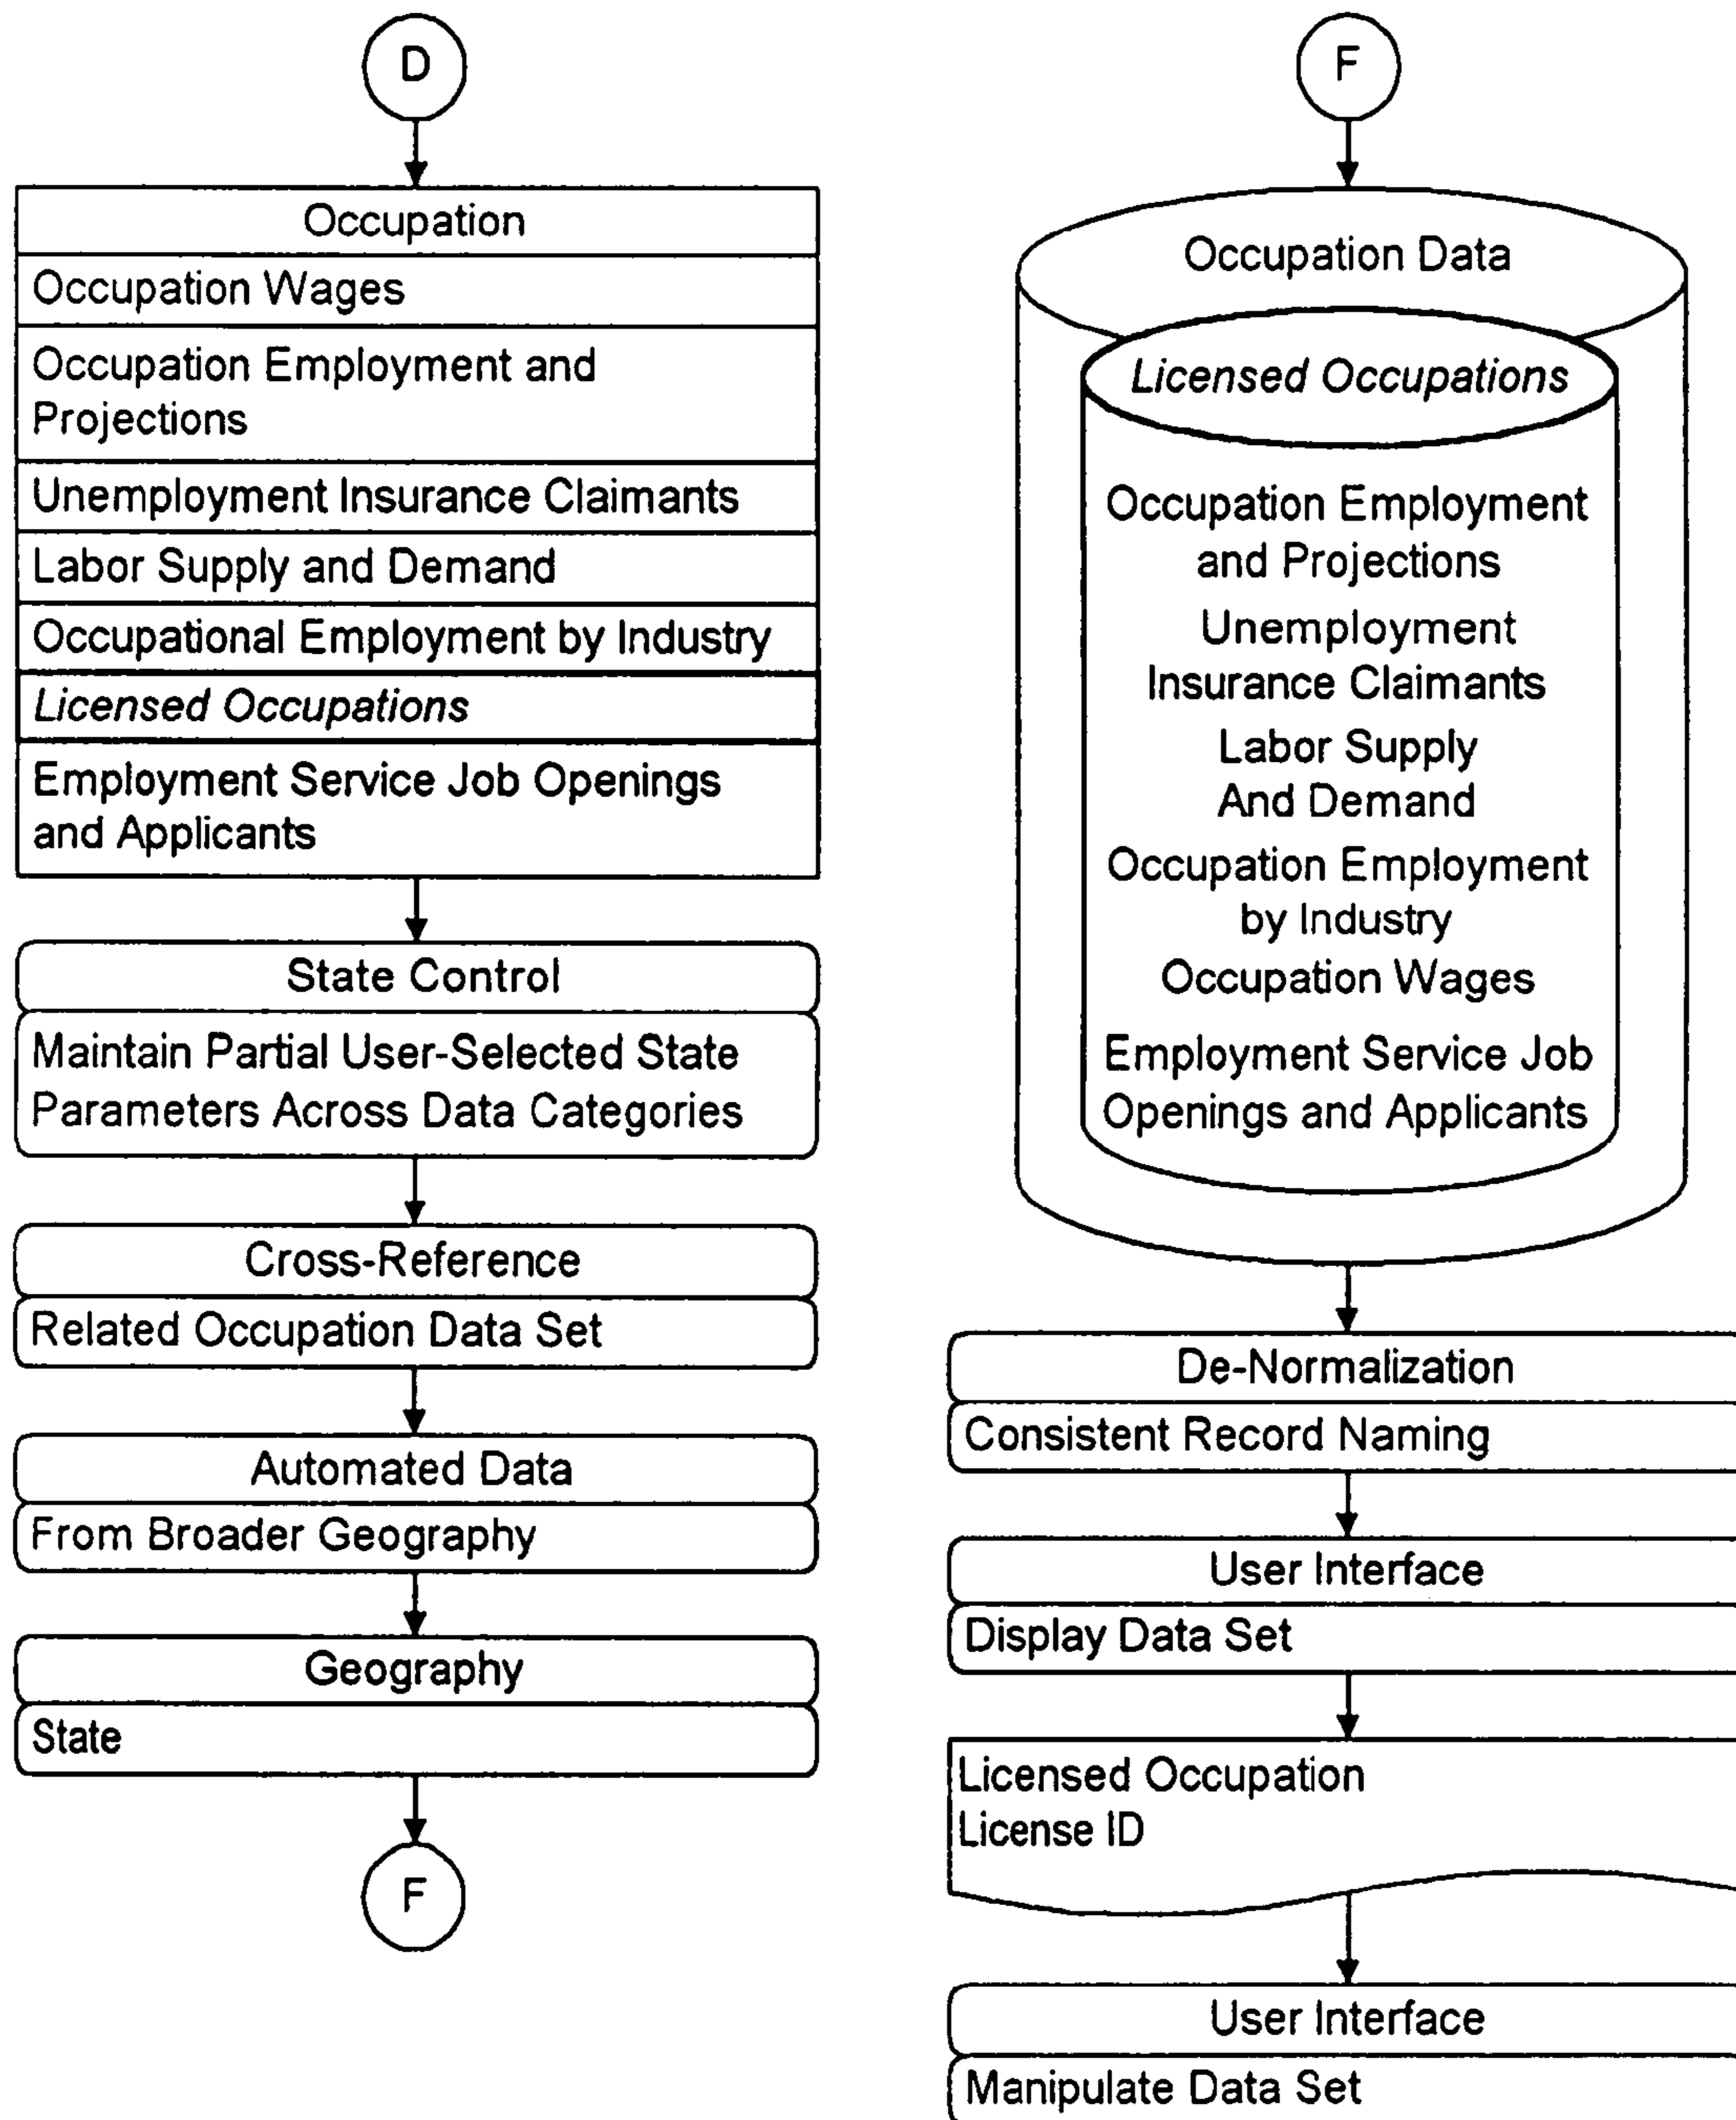 D
Occupation
Occupation Wages
Occupation Employment and
Projections
Unemployment Insurance Claimants
Labor Supply and Demand
Occupational Employment by Industry
Licensed Occupations
Employment Service Job Openings
and Applicants
State Control
Maintain Partial User-Selected State
Parameters Across Data Categories
Cross-Reference
Related Occupation Data Set
Automated Data
From Broader Geography
Geography
State
F
F
Occupation Data
Licensed Occupations
Occupation Employment
and Projections
Unemployment
Insurance Claimants
Labor Supply
And Demand
Occupation Employment
by Industry
Occupation Wages
Employment Service Job
Openings and Applicants
De-Normalization
Consistent Record Naming
User Interface
Display Data Set
Licensed Occupation
License ID
User Interface
Manipulate Data Set